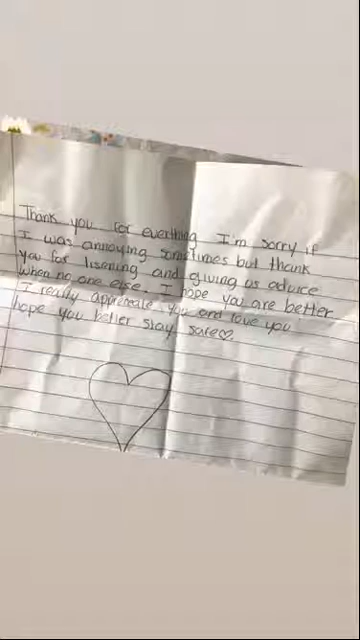 Thank you for everthing I'm sorry if
I was annoying sometimes but thank
you for listening and giving us advice
when no one else. I hope you are better
I really appreciate you and love you
hope you better stay safe♡